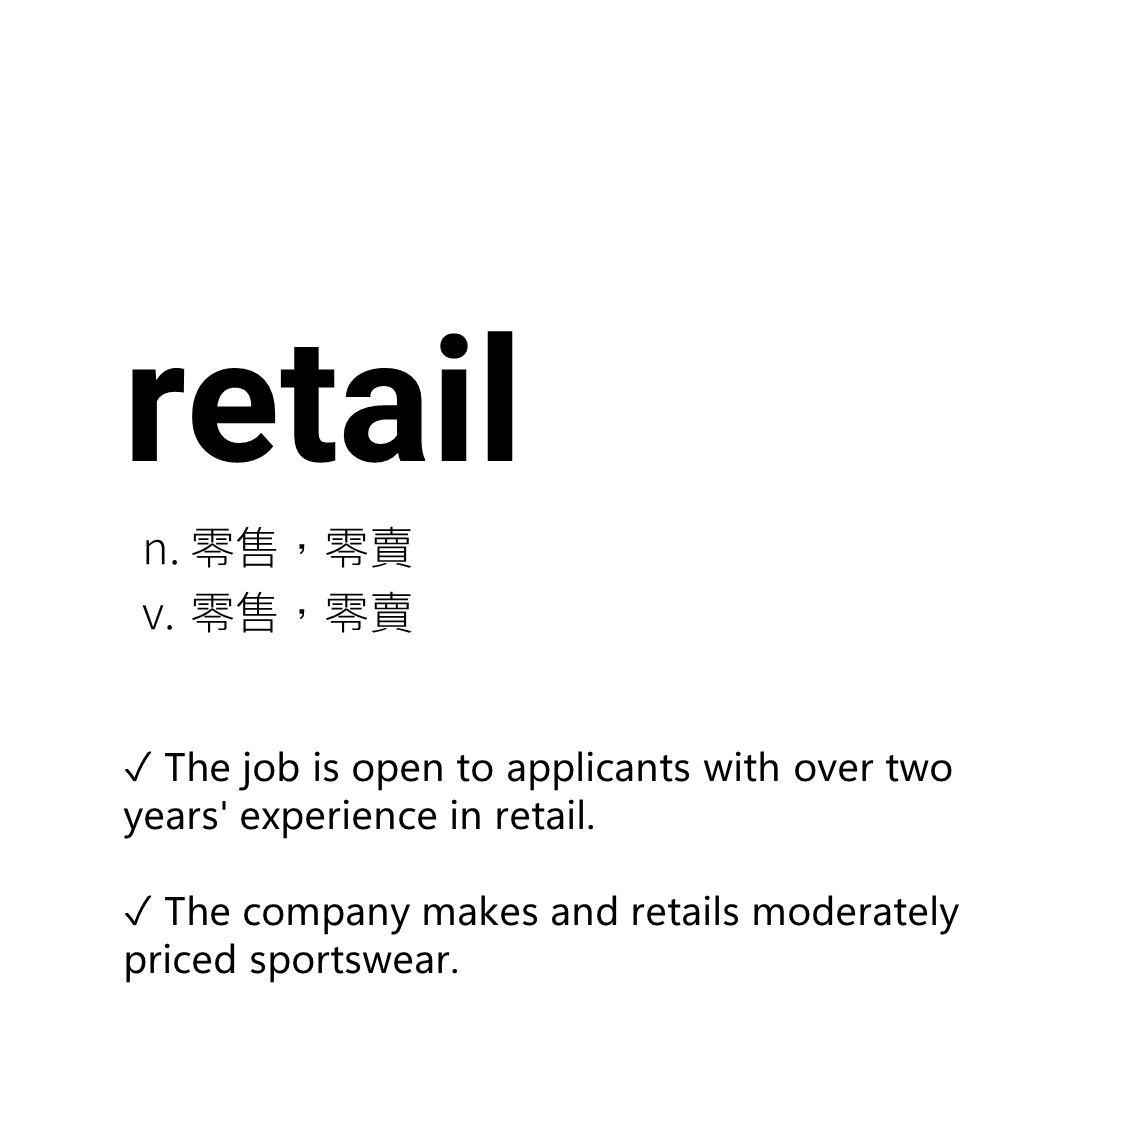 retail
n. 零售，零賣
v. 零售，零賣
✓ The job is open to applicants with over two
years' experience in retail.
✓ The company makes and retails moderately
priced sportswear.